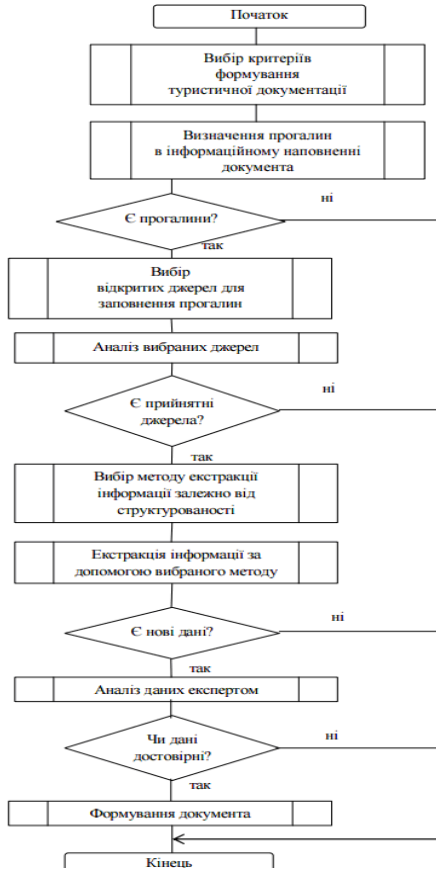 Початок
Вибір критеріїв
формування
туристичної документації
Визначення прогалин
в інформаційному наповненні
документа
ні
Є прогалини?
так
Вибір
відкритих джерел для
заповнення прогалин
Аналіз вибраних джерел
ні
Є прийнятні
джерела?
так
Вибір методу екстракції
інформації залежно від
структурованості
Екстракція інформації за
допомогою вибраного методу
ні
Є нові дані?
так
Аналіз даних експертом
ні
Чи дані
достовірні?
так
Формування документа
Кінець